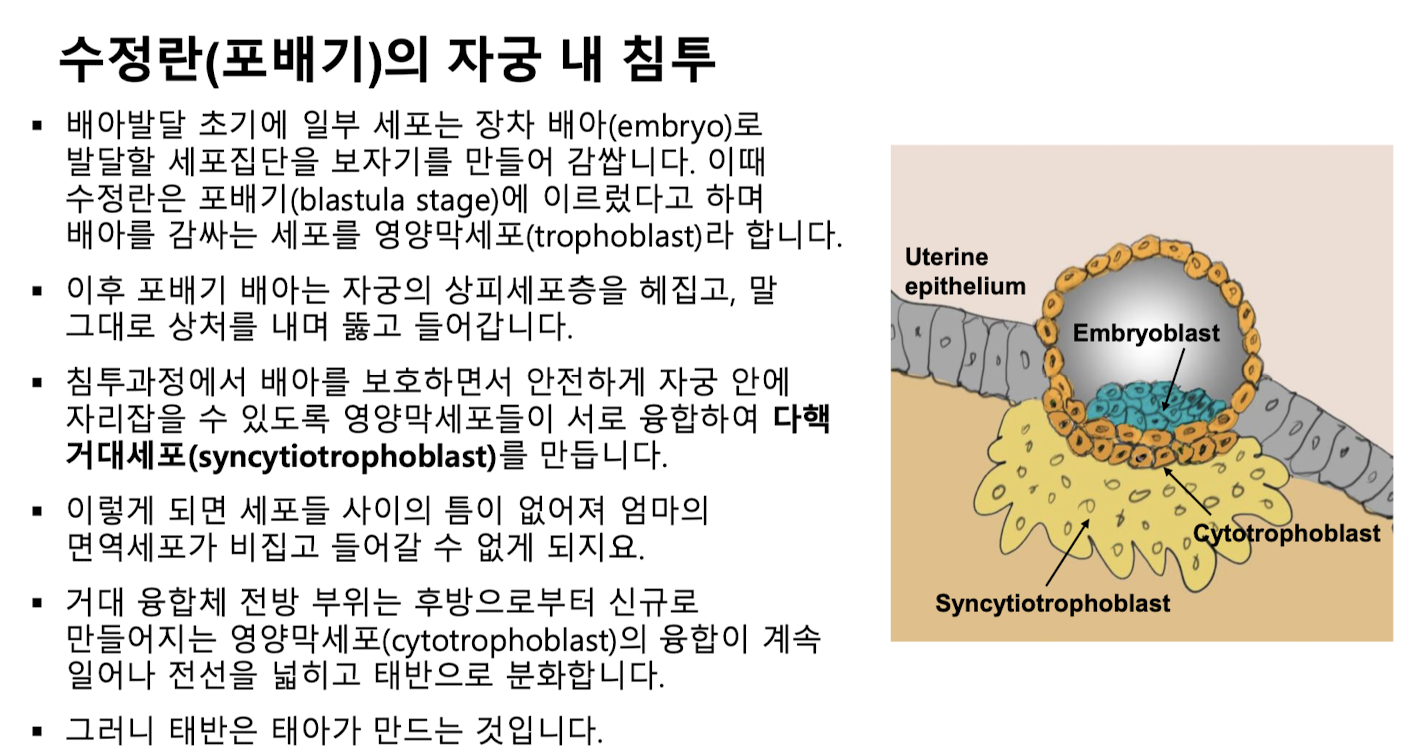 수정란(포배기)의 자궁 내 침투
▪ 배아발달 초기에 일부 세포는 장차 배아(embryo)로
발달할 세포집단을 보자기를 만들어 감쌉니다. 이때
수정란은 포배기(blastula stage)에 이르렀다고 하며
배아를 감싸는 세포를 영양막세포(trophoblast)라 합니다.
▪ 이후 포배기 배아는 자궁의 상피세포층을 헤집고, 말
그대로 상처를 내며 뚫고 들어갑니다.
▪ 침투과정에서 배아를 보호하면서 안전하게 자궁 안에
자리잡을 수 있도록 영양막세포들이 서로 융합하여 다핵
거대세포(syncytiotrophoblast)를 만듭니다.
▪ 이렇게 되면 세포들 사이의 틈이 없어져 엄마의
면역세포가 비집고 들어갈 수 없게 되지요.
▪ 거대 융합체 전방 부위는 후방으로부터 신규로
만들어지는 영양막세포(cytotrophoblast)의 융합이 계속
일어나 전선을 넓히고 태반으로 분화합니다.
▪ 그러니 태반은 태아가 만드는 것입니다.
Uterine
epithelium
Embryoblast
Cytotrophoblast
Syncytiotrophoblast